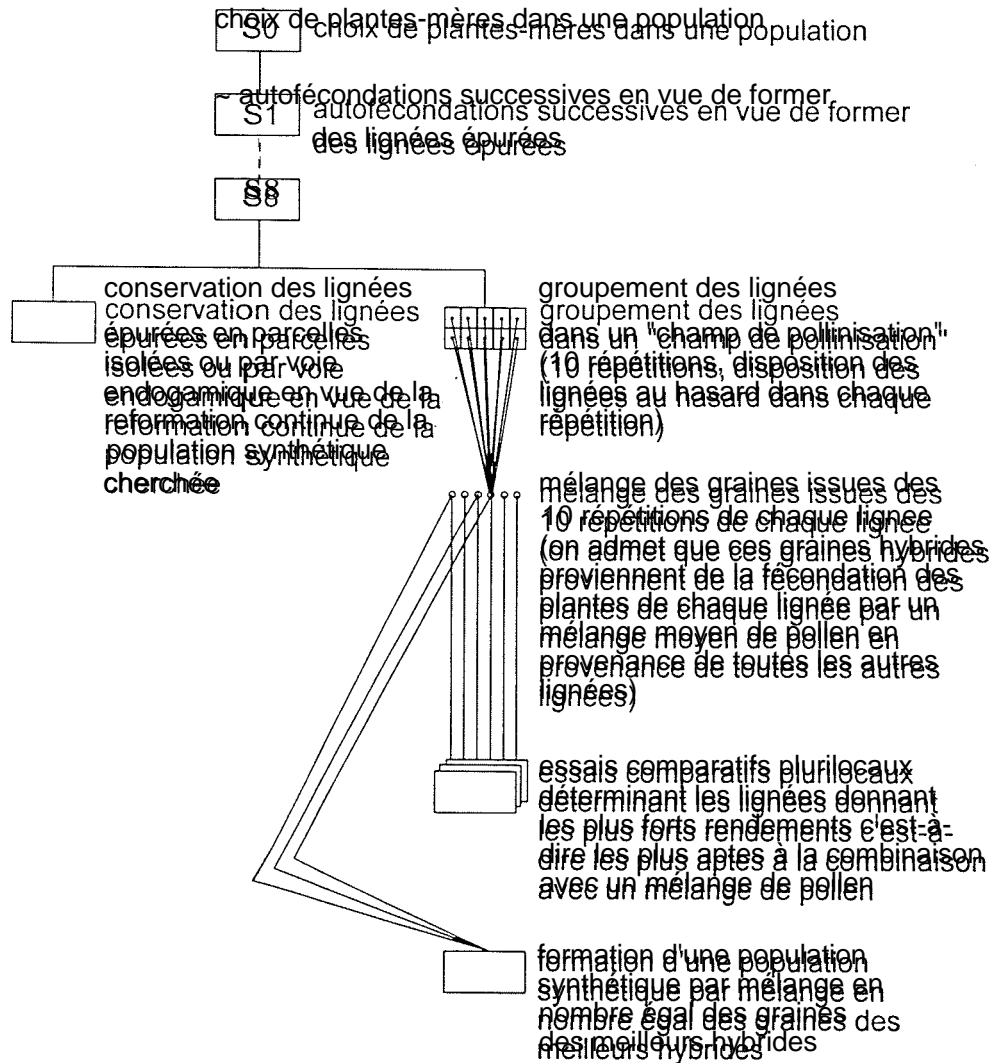 S0 choix de plantes-mères dans une population
S1 autofécondations successives en vue de former
des lignées épurées
S8
conservation des lignées
épurées en parcelles
isolées ou par voie
endogamique en vue de la
reformation continue de la
population synthétique
cherchée
groupement des lignées
dans un "champ de pollinisation"
(10 répétitions, disposition des
lignées au hasard dans chaque
répétition)
mélange des graines issues des
10 répétitions de chaque lignée
(on admet que ces graines hybrides
proviennent de la fécondation des
plantes de chaque lignée par un
mélange moyen de pollen en
provenance de toutes les autres
lignées)
essais comparatifs plurilocaux
déterminant les lignées donnant
les plus forts rendements c'est-à-
dire les plus aptes à la combinaison
avec un mélange de pollen
formation d'une population
synthétique par mélange en
nombre égal des graines des
meilleurs hybrides